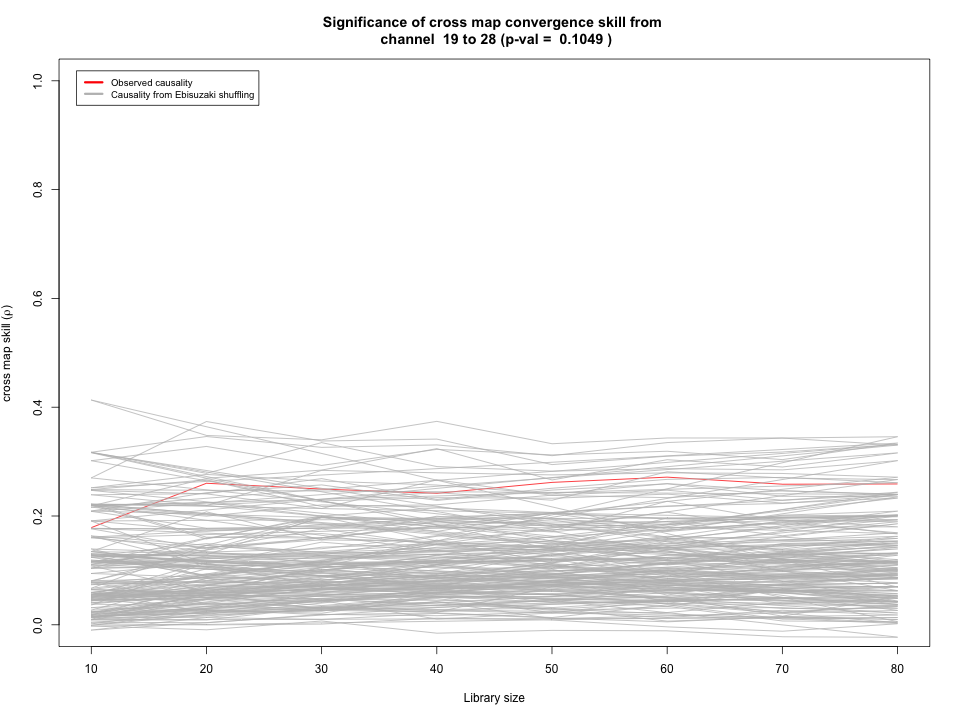 Significance of cross map convergence skill from
channel  19 to 28 (p-val =  0.1049 )
Observed causality
Causality from Ebisuzaki shuffling
cross map skill (ρ)
1.0
0.8
0.6
0.4
0.2
0.0
10 20 30 40 50 60 70 80
Library size